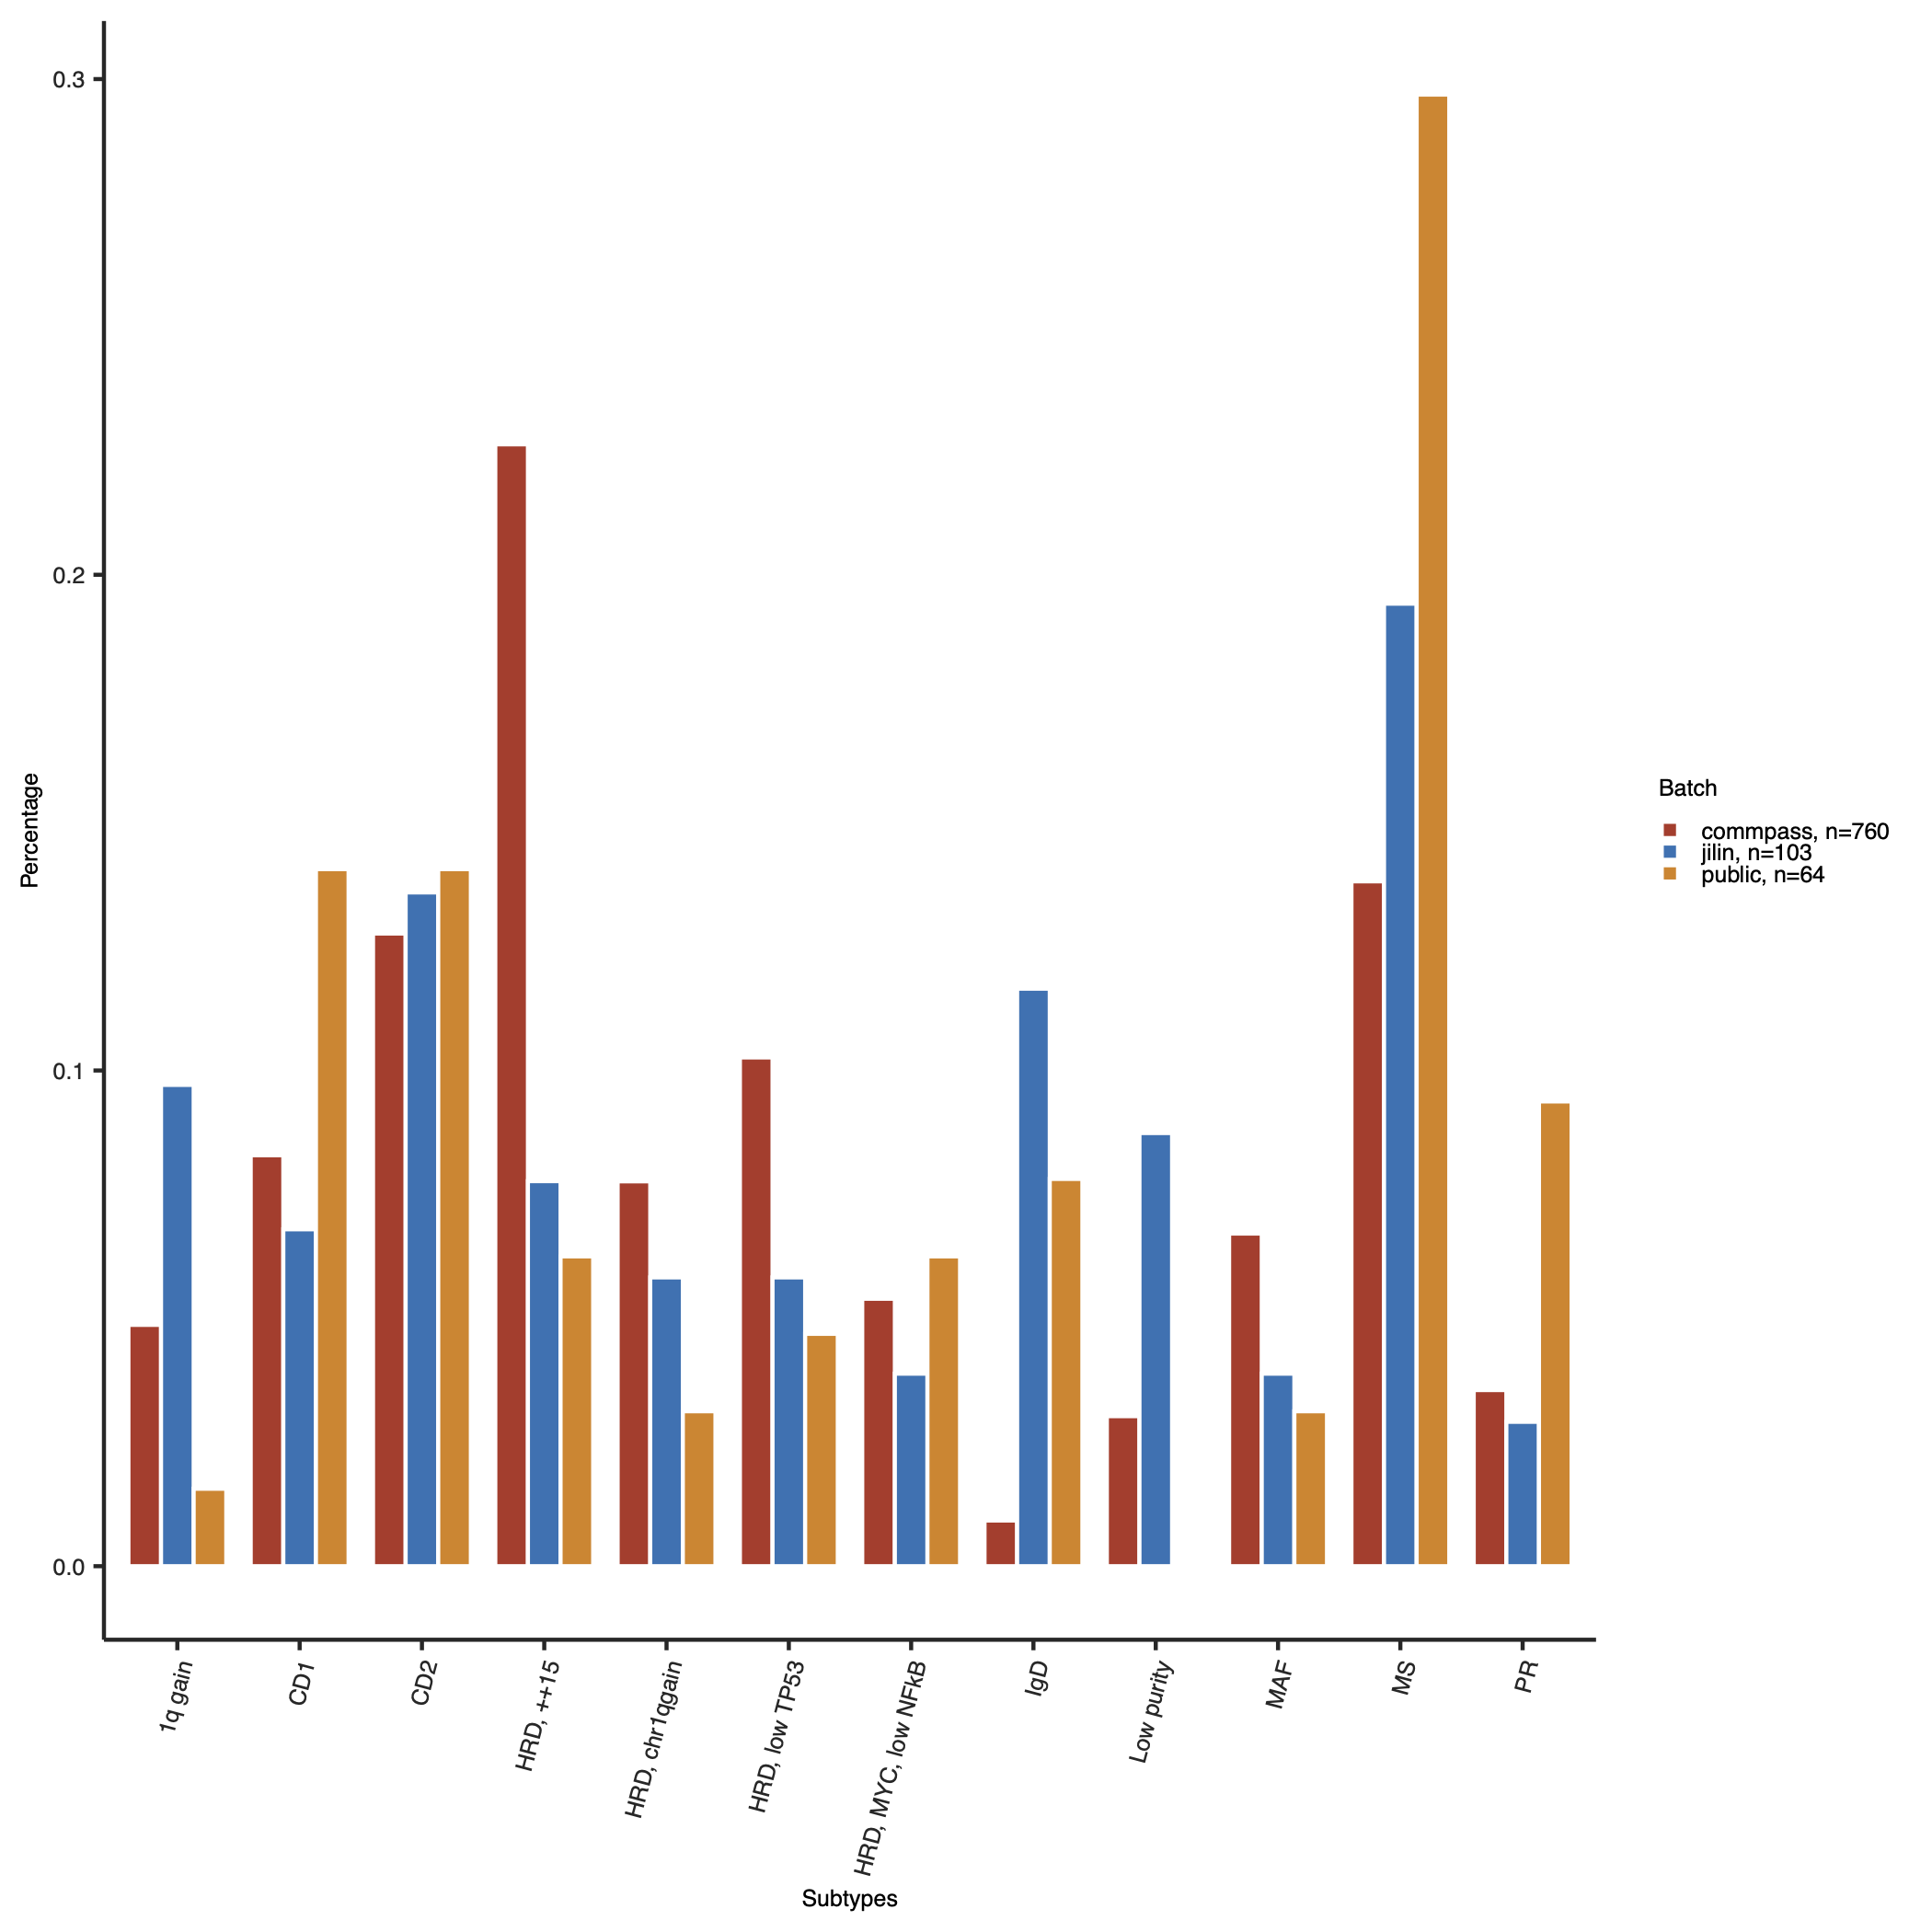 Percentage
0.3
0.2
0.1
0.0
1q gain
CD1
CD2
HRD, ++15
HRD, chr1qgain
HRD, low TP53
HRD, MYC, low NFkB
IgD
Low purity
MAF
MS
PR
Subtypes
Batch
commpass, n=760
jilin, n=103
public, n=64